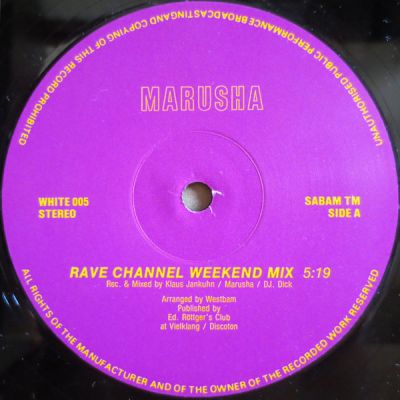 UNAUTHORISED PUBLIC PERFORMANCE BROADCASTING AND COPYING OF THIS RECORD PROHIBITED
MARUSHA
WHITE 005
STEREO
SABAM TM
SIDE A
RAVE CHANNEL WEEKEND MIX 5:19
Rec. & Mixed by Klaus Jankuhn / Marusha / DJ. Dick
Arranged by Westbam
Published by
Ed. Röttger's Club
at Vielklang / Discoton
ALL RIGHTS OF THE MANUFACTURER AND OF THE OWNER OF THE RECORDED WORK RESERVED